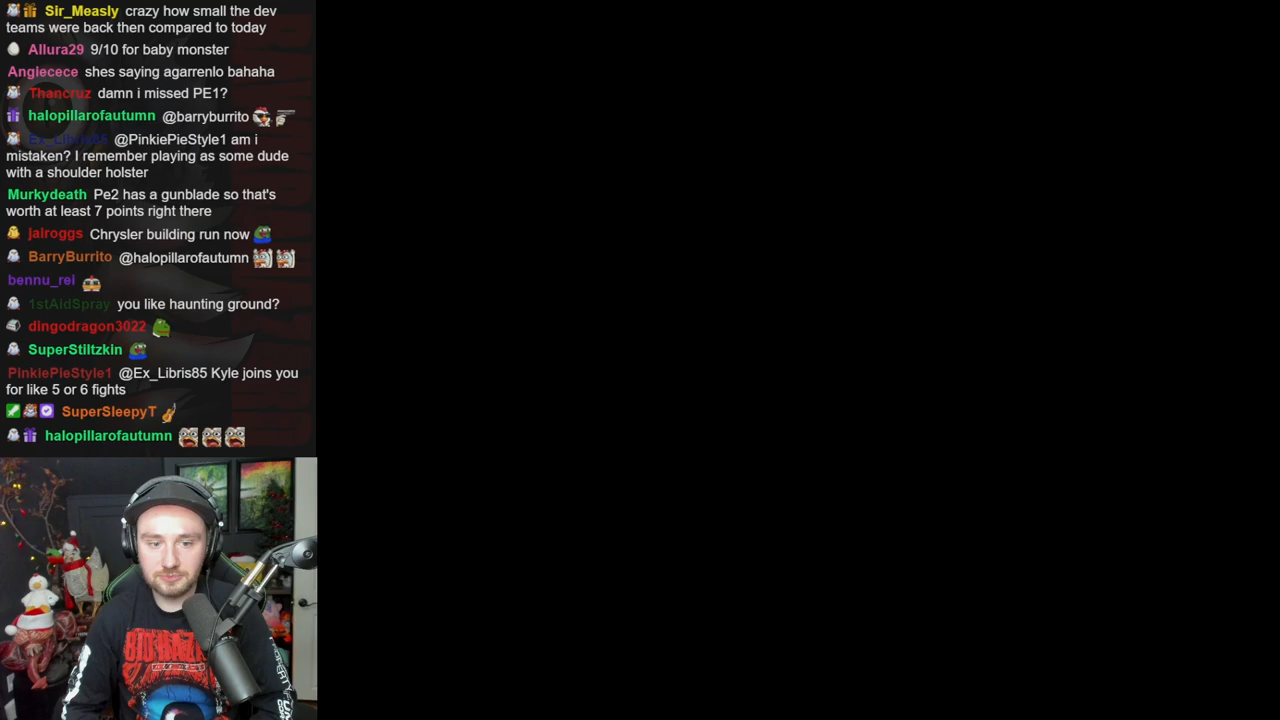 Sir_Measly crazy how small the dev
teams were back then compared to today
Allura29 9/10 for baby monster
Angiecece shes saying agarrenlo bahaha
Thancruz damn i missed PE1?
halopillarofautumn @barryburrito
Ex_Libris85 @PinkiePieStyle1 am i
mistaken? I remember playing as some dude
with a shoulder holster
Murkydeath Pe2 has a gunblade so that's
worth at least 7 points right there
jalroggs Chrysler building run now
BarryBurrito @halopillarofautumn
bennu_rei
1stAidSpray you like haunting ground?
dingodragon3022
SuperStiltzkin
PinkiePieStyle1 @Ex_Libris85 Kyle joins you
for like 5 or 6 fights
SuperSleepyT
halopillarofautumn
BIOHAZA